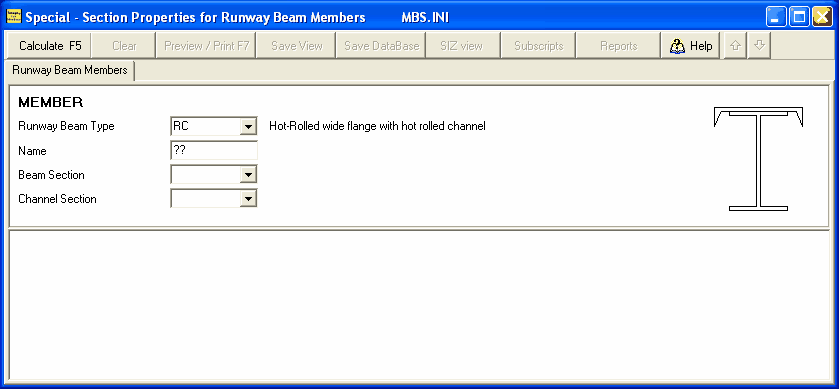 Special - Section Properties for Runway Beam Members MBS.INI
Calculate F5 Clear Preview / Print F7 Save View Save DataBase SIZ view Subscripts Reports Help
Runway Beam Members
MEMBER
Runway Beam Type RC Hot-Rolled wide flange with hot rolled channel
Name ??
Beam Section
Channel Section